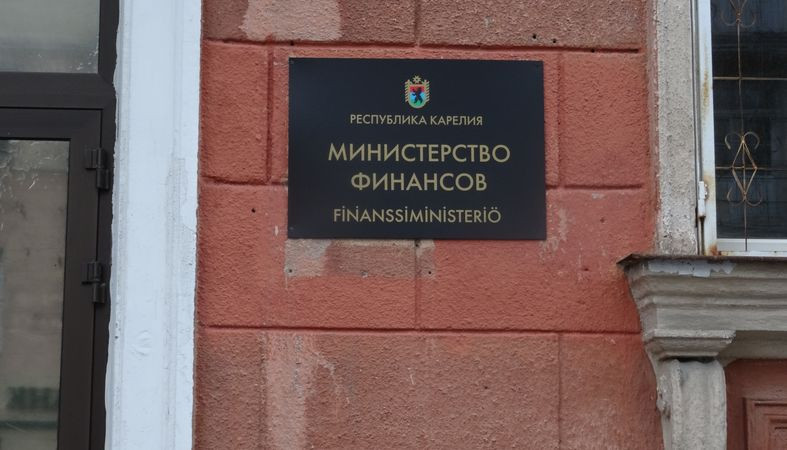 РЕСПУБЛИКА КАРЕЛИЯ
МИНИСТЕРСТВО
ФИНАНСОВ
FINANSSIMINISTERIÖ